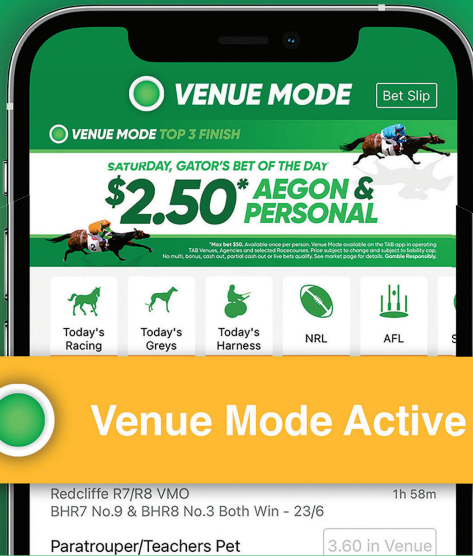 VENUE MODE
Bet Slip
VENUE MODE TOP 3 FINISH
SATURDAY, GATOR'S BET OF THE DAY
$2.50* AEGON &
PERSONAL
*Max bet $50. Available once per person. Venue Mode available on the TAB app in operating
TAB Venues, Agencies and selected Racecourses. Price subject to change and subject to liability cap.
No multi, bonus, cash out, partial cash out or live bets qualify. See market page for details. Gamble Responsibly.
Today's
Racing
Today's
Greys
Today's
Harness
NRL
AFL
S
Venue Mode Active
Redcliffe R7/R8 VMO
1h 58m
BHR7 No.9 & BHR8 No.3 Both Win - 23/6
Paratrouper/Teachers Pet
3.60 in Venue